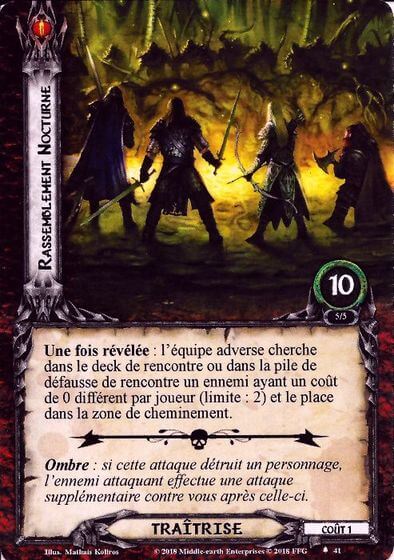 RASSEMBLEMENT NOCTURNE
10
5/5
Une fois révélée : l'équipe adverse cherche
dans le deck de rencontre ou dans la pile de
défausse de rencontre un ennemi ayant un coût
de 0 différent par joueur (limite : 2) et le place
dans la zone de cheminement.
Ombre : si cette attaque détruit un personnage,
l'ennemi attaquant effectue une attaque
supplémentaire contre vous après celle-ci.
Illus. Mathias Kollros
© 2018 Middle-earth Enterprises © 2018 FFG
41
TRAÎTRISE
COÛT 1